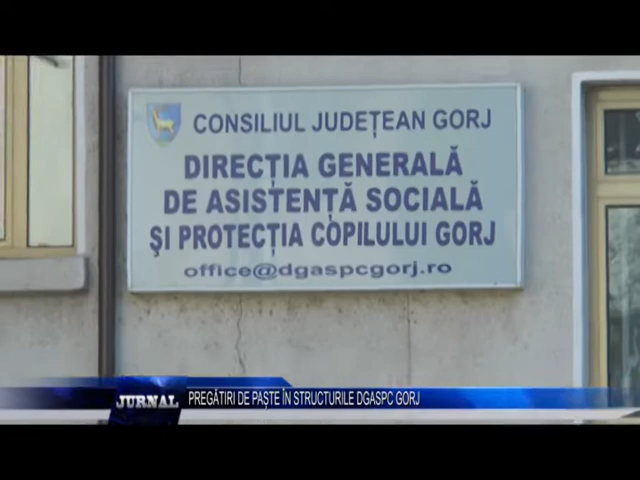 CONSILIUL JUDEȚEAN GORJ
DIRECȚIA GENERALĂ
DE ASISTENȚĂ SOCIALĂ
ŞI PROTECȚIA COPILULUI GORJ
office@dgaspcgorj.ro
JURNAL PREGĂTIRI DE PAȘTE ÎN STRUCTURILE DGASPC GORJ